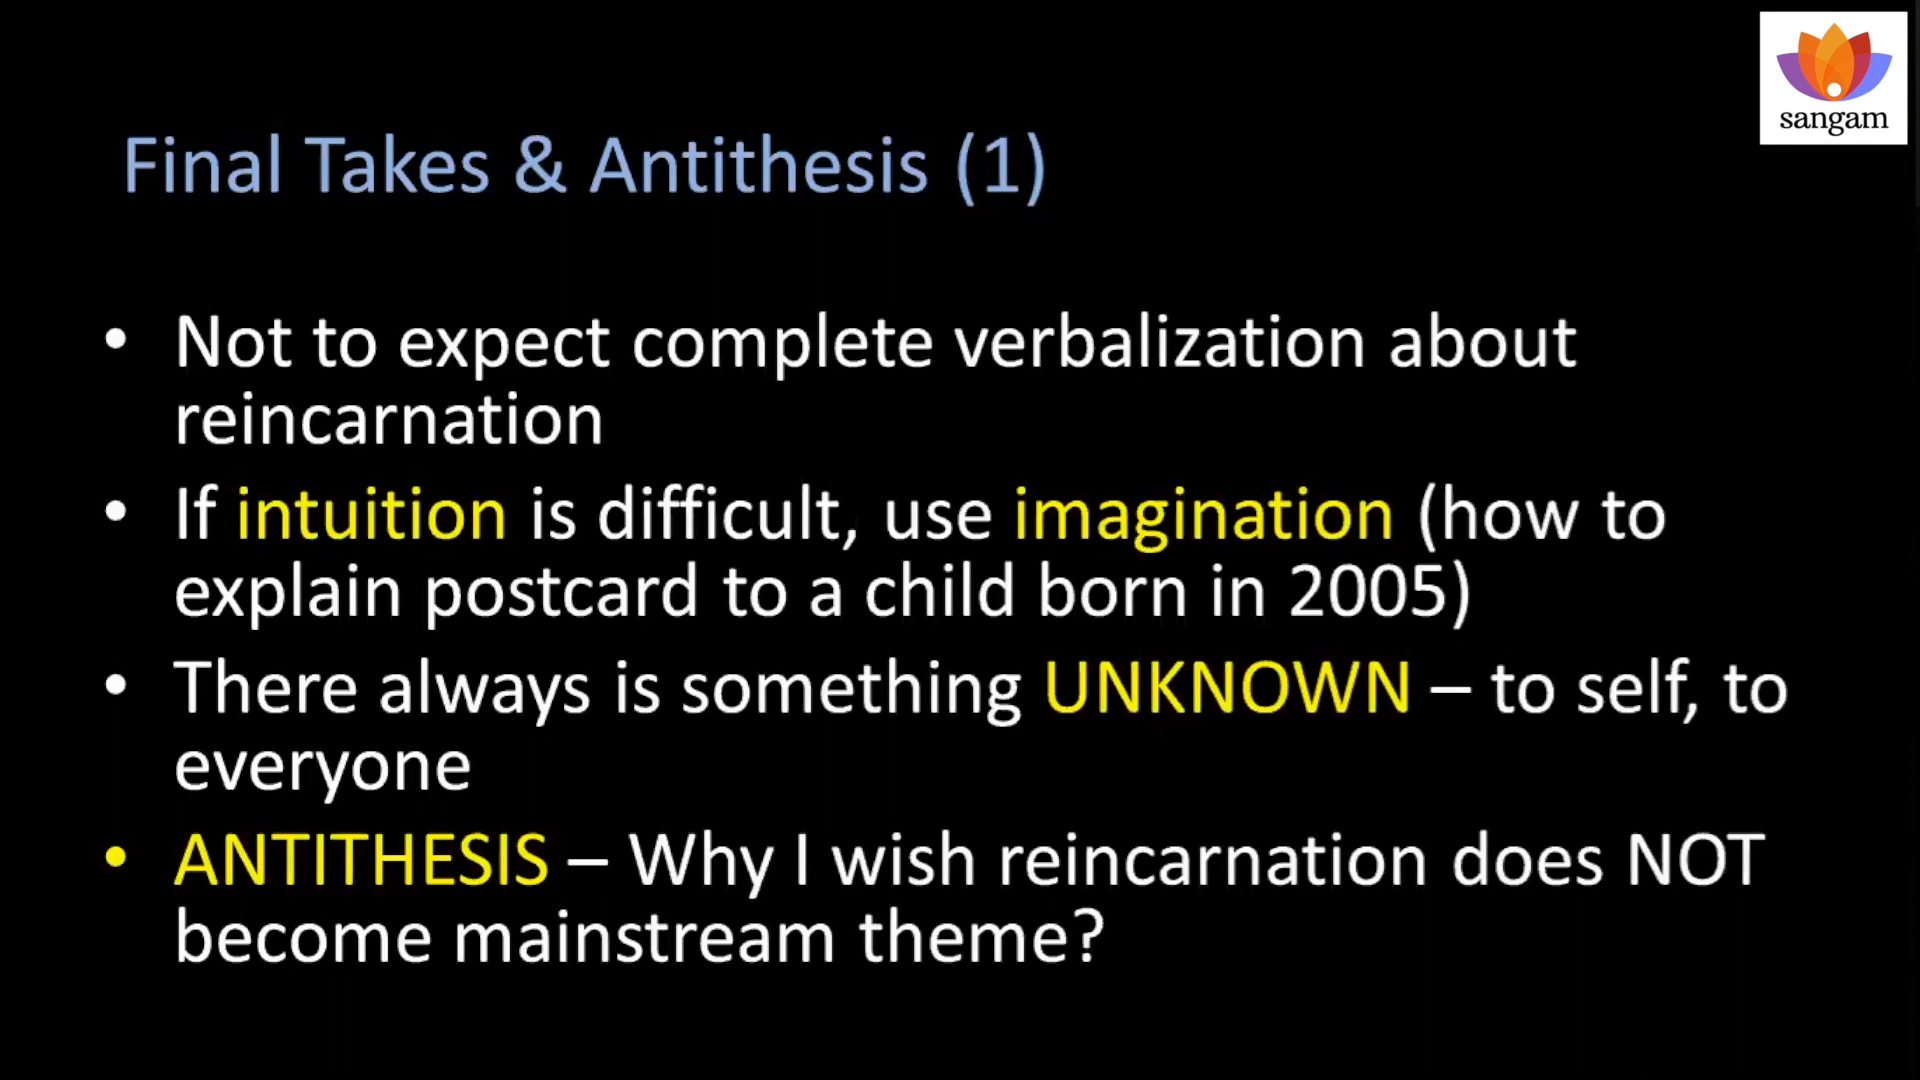 sangam
Final Takes & Antithesis (1)
• Not to expect complete verbalization about
reincarnation
• If intuition is difficult, use imagination (how to
explain postcard to a child born in 2005)
• There always is something UNKNOWN – to self, to
everyone
• ANTITHESIS – Why I wish reincarnation does NOT
become mainstream theme?